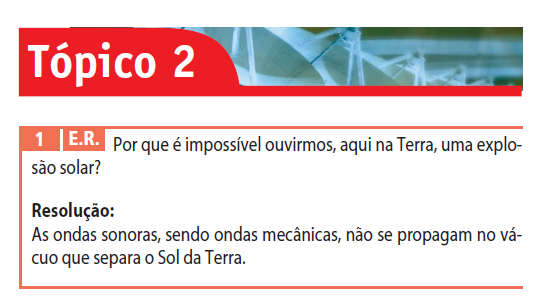 Tópico 2
1 E.R. Por que é impossível ouvirmos, aqui na Terra, uma explo-
são solar?
Resolução:
As ondas sonoras, sendo ondas mecânicas, não se propagam no vá-
cuo que separa o Sol da Terra.